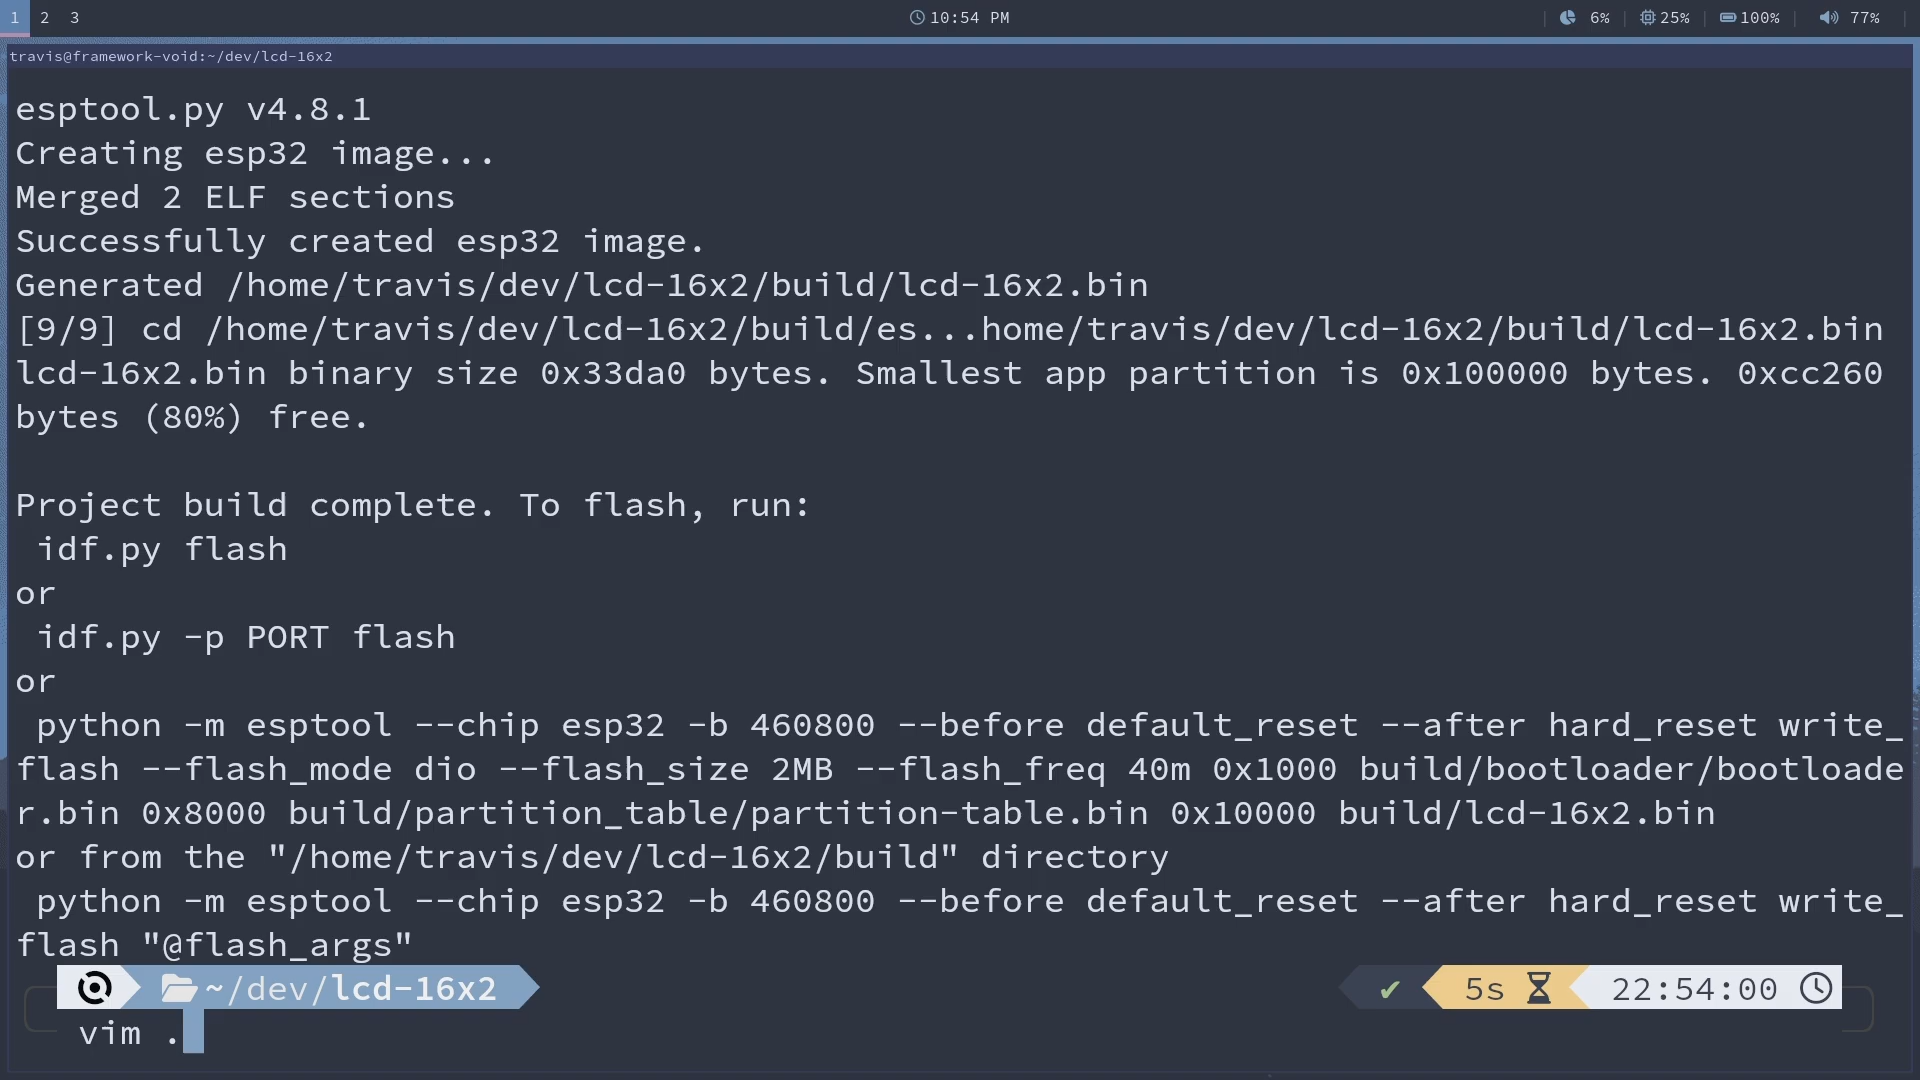 1 2 3 10:54 PM 6% 25% 100% 77%
travis@framework-void:~/dev/lcd-16x2
esptool.py v4.8.1
Creating esp32 image...
Merged 2 ELF sections
Successfully created esp32 image.
Generated /home/travis/dev/lcd-16x2/build/lcd-16x2.bin
[9/9] cd /home/travis/dev/lcd-16x2/build/es...home/travis/dev/lcd-16x2/build/lcd-16x2.bin
lcd-16x2.bin binary size 0x33da0 bytes. Smallest app partition is 0x100000 bytes. 0xcc260
bytes (80%) free.
Project build complete. To flash, run:
idf.py flash
or
idf.py -p PORT flash
or
python -m esptool --chip esp32 -b 460800 --before default_reset --after hard_reset write_
flash --flash_mode dio --flash_size 2MB --flash_freq 40m 0x1000 build/bootloader/bootloade
r.bin 0x8000 build/partition_table/partition-table.bin 0x10000 build/lcd-16x2.bin
or from the "/home/travis/dev/lcd-16x2/build" directory
python -m esptool --chip esp32 -b 460800 --before default_reset --after hard_reset write_
flash "@flash_args"
~/dev/lcd-16x2 ✔ 5s 22:54:00
vim .